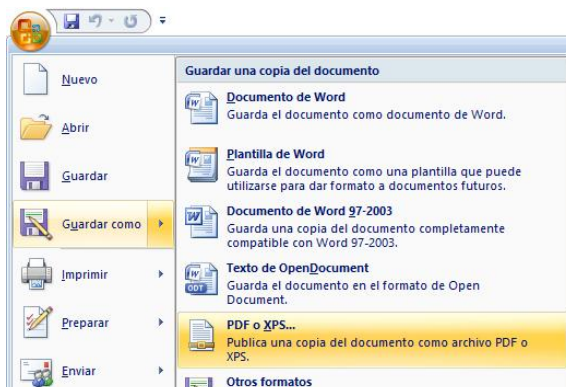 Nuevo
Abrir
Guardar
Guardar como
Imprimir
Preparar
Enviar
Guardar una copia del documento
Documento de Word
Guarda el documento como documento de Word.
Plantilla de Word
Guarda el documento como una plantilla que puede
utilizarse para dar formato a documentos futuros.
Documento de Word 97-2003
Guarda una copia del documento completamente
compatible con Word 97-2003.
ODT
Texto de OpenDocument
Guarda el documento en el formato de Open
Document.
PDF o XPS...
Publica una copia del documento como archivo PDF o
XPS.
Otros formatos